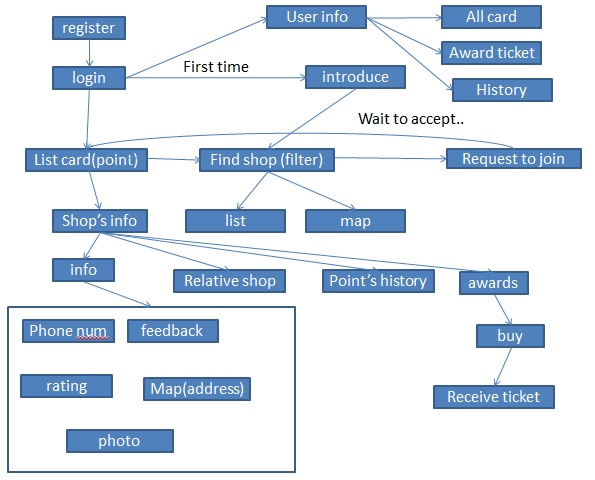 register
User info
All card
Award ticket
login
First time
introduce
History
Wait to accept..
List card(point)
Find shop (filter)
Request to join
Shop's info
list
map
info
Relative shop
Point's history
awards
Phone num
feedback
buy
rating
Map(address)
Receive ticket
photo